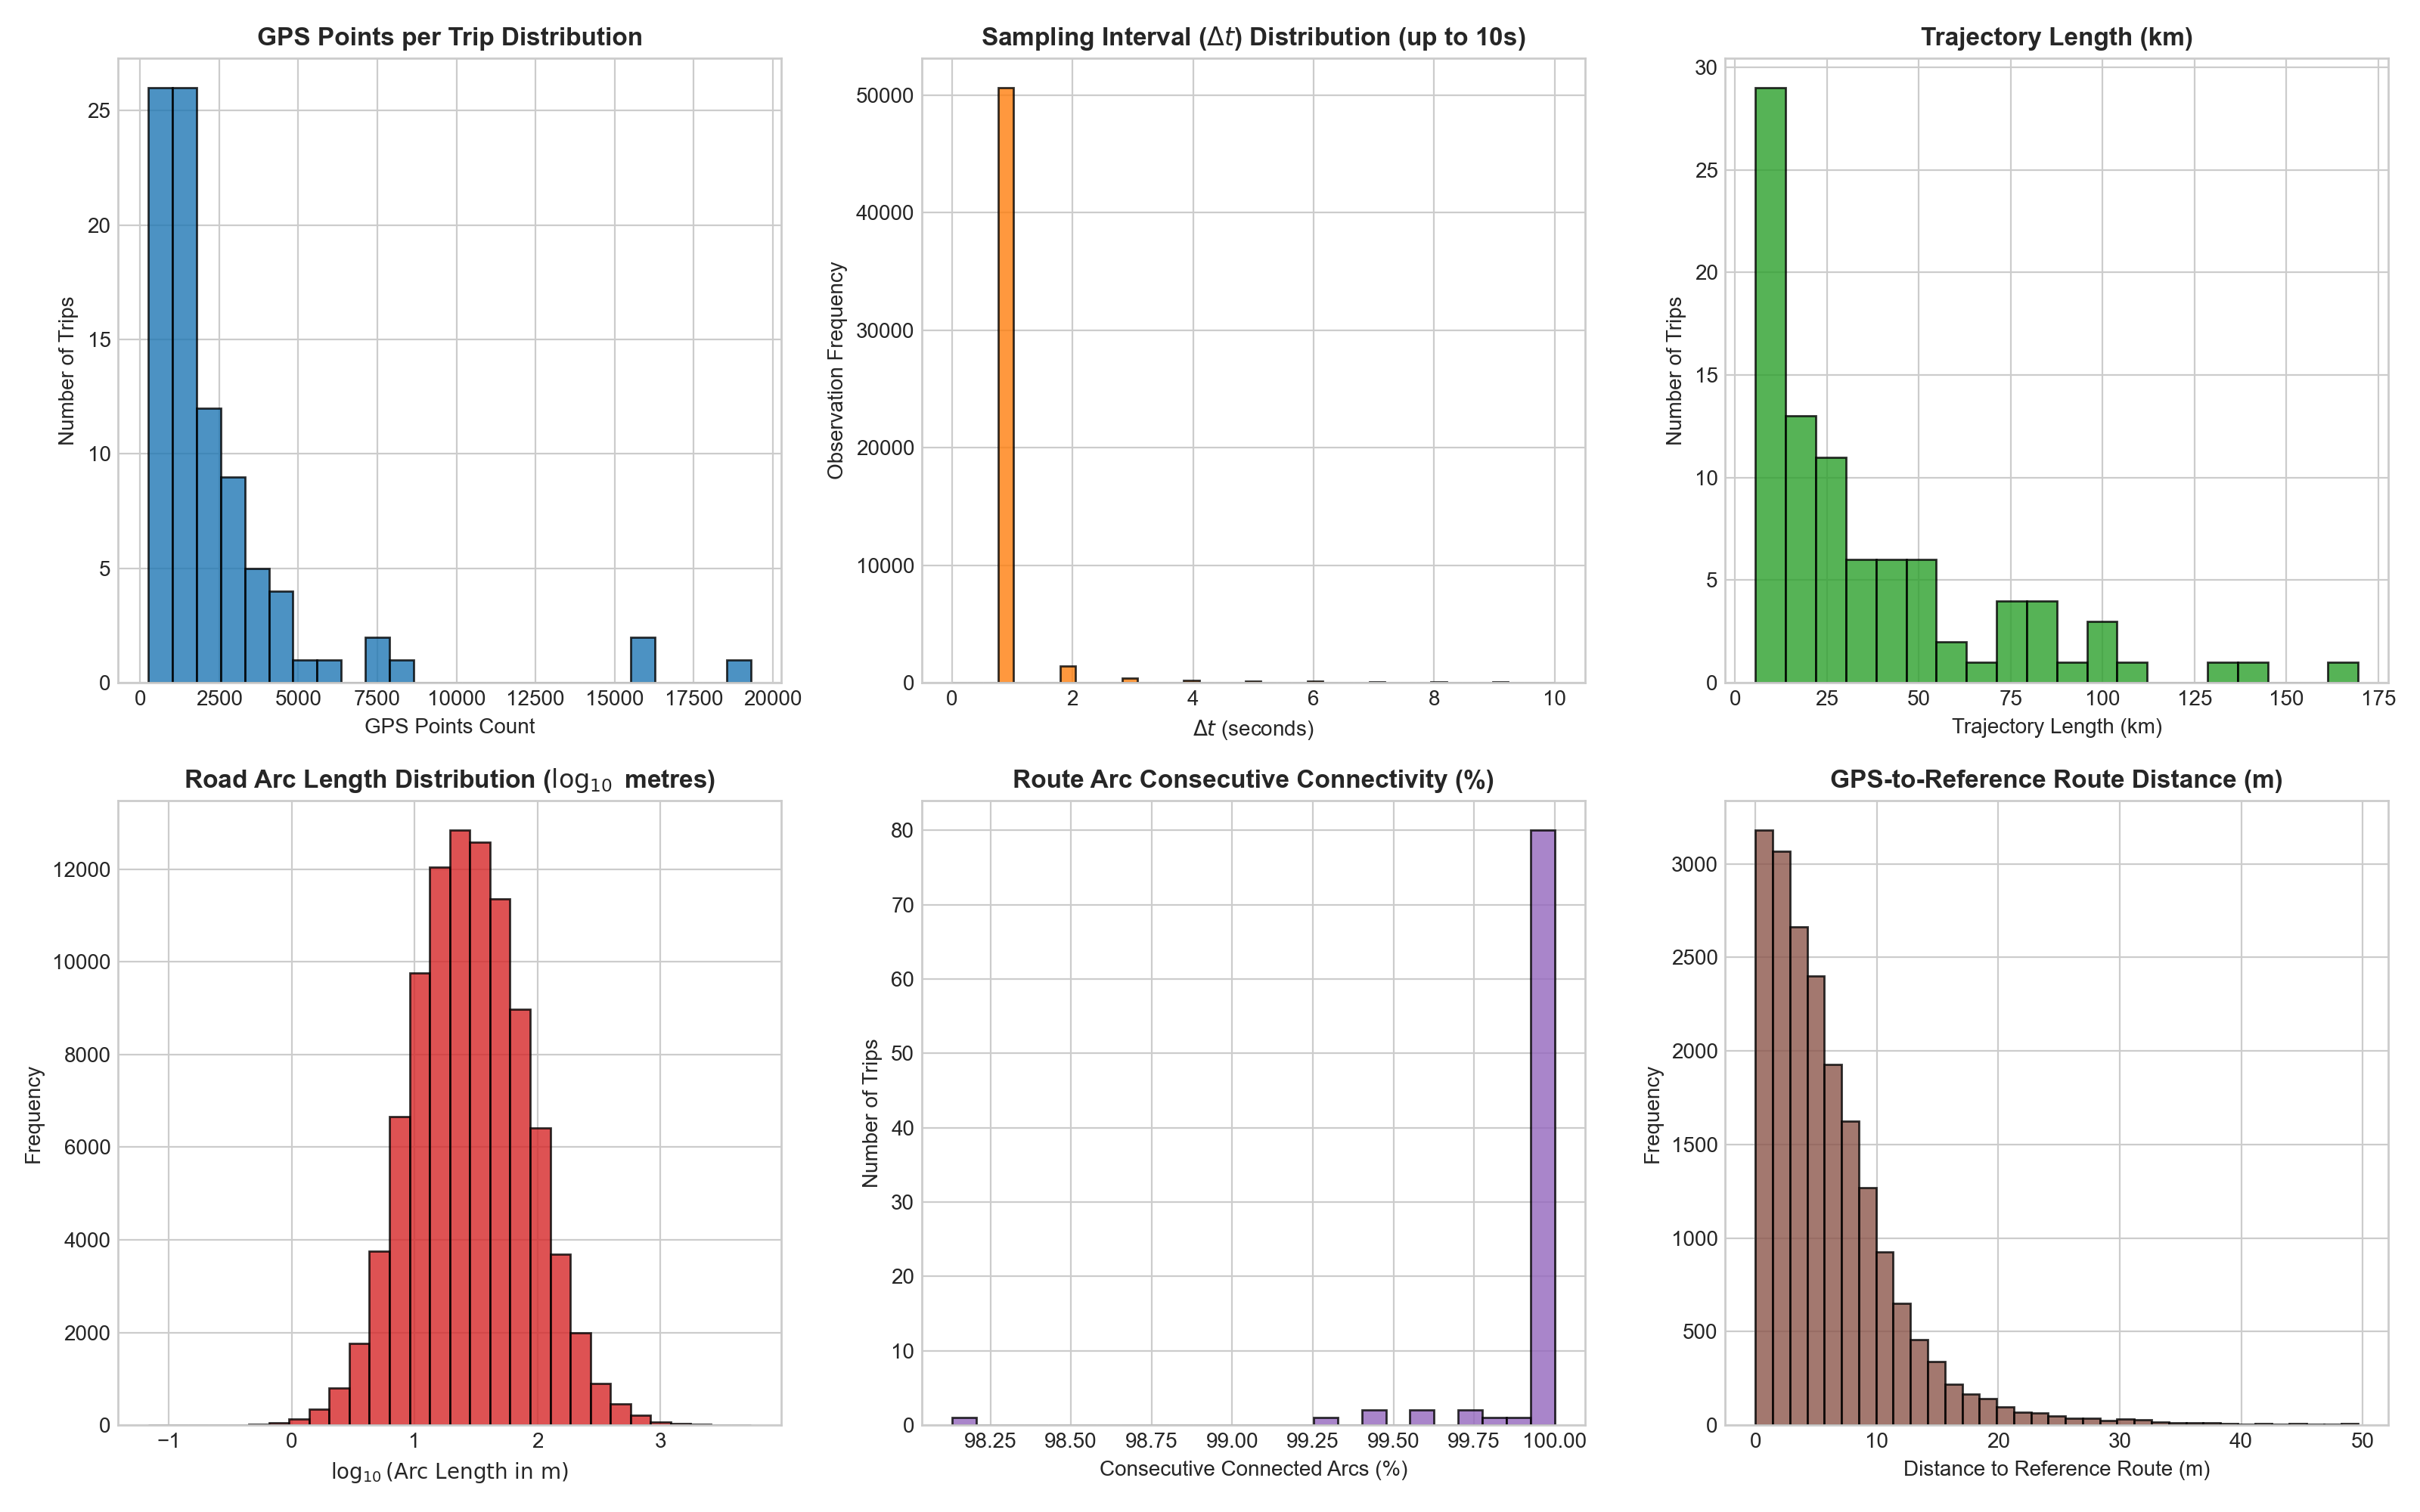 GPS Points per Trip Distribution
25
20
15
10
5
0
Number of Trips
0 2500 5000 7500 10000 12500 15000 17500 20000
GPS Points Count
Sampling Interval (Δt) Distribution (up to 10s)
50000
40000
30000
20000
10000
0
Observation Frequency
0 2 4 6 8 10
Δt (seconds)
Trajectory Length (km)
30
25
20
15
10
5
0
Number of Trips
0 25 50 75 100 125 150 175
Trajectory Length (km)
Road Arc Length Distribution (log₁₀ metres)
12000
10000
8000
6000
4000
2000
0
Frequency
−1 0 1 2 3
log₁₀(Arc Length in m)
Route Arc Consecutive Connectivity (%)
80
70
60
50
40
30
20
10
0
Number of Trips
98.25 98.50 98.75 99.00 99.25 99.50 99.75 100.00
Consecutive Connected Arcs (%)
GPS-to-Reference Route Distance (m)
3000
2500
2000
1500
1000
500
0
Frequency
0 10 20 30 40 50
Distance to Reference Route (m)